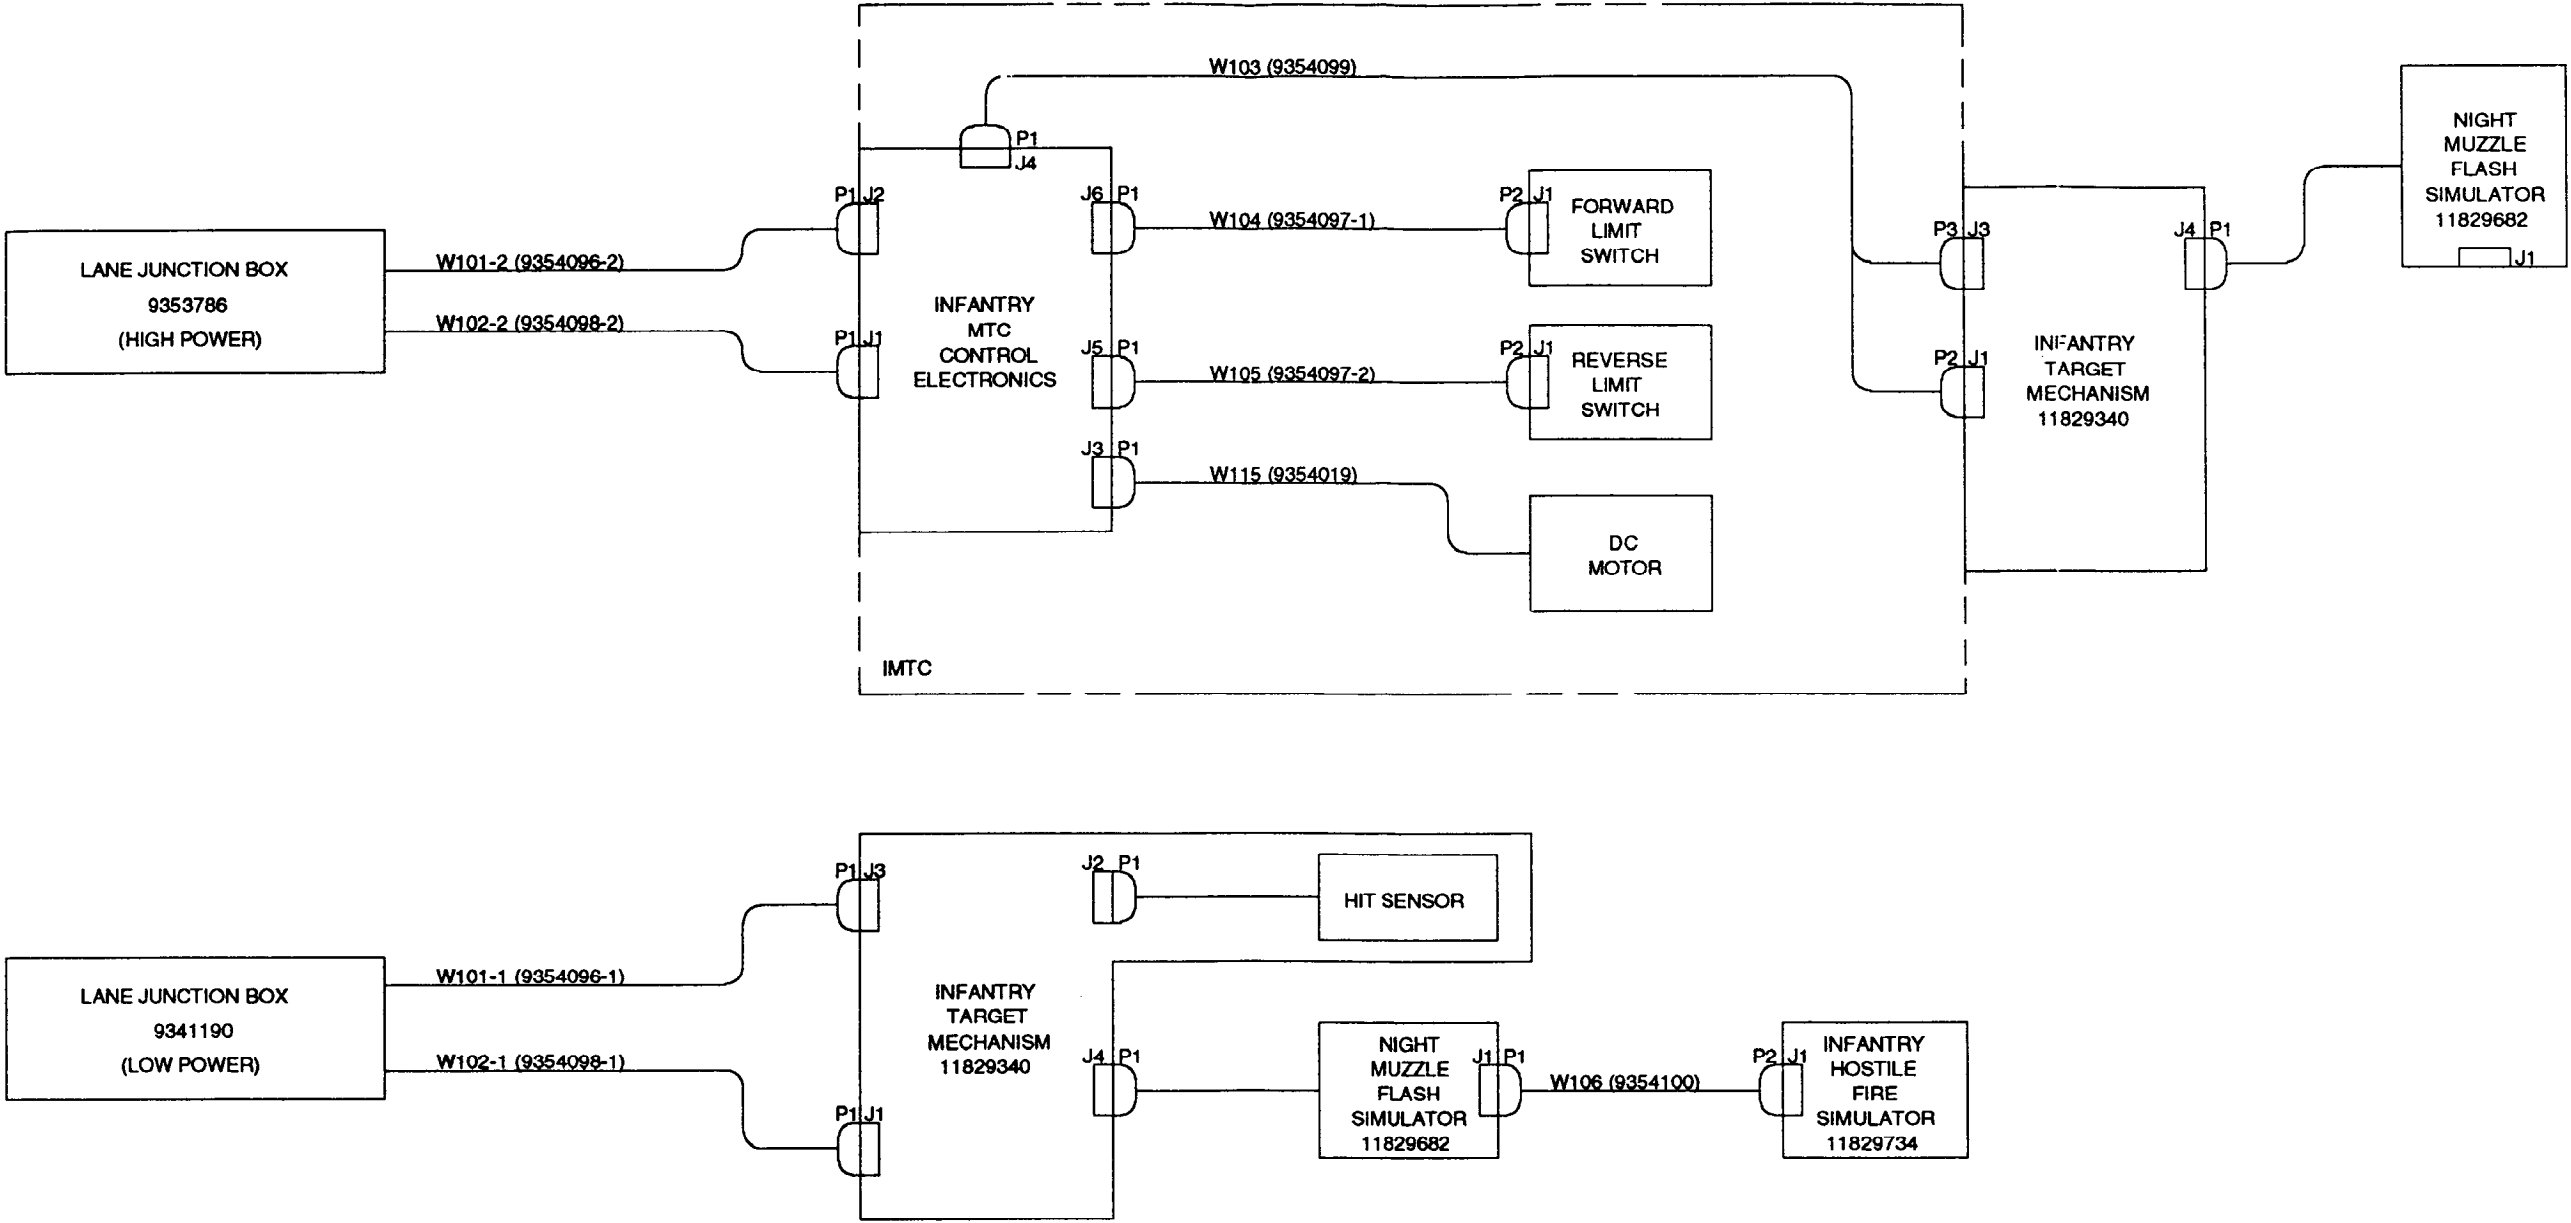 W103 (9354099)
P1
J4
NIGHT
MUZZLE
FLASH
SIMULATOR
11829682
J1
LANE JUNCTION BOX
9353786
(HIGH POWER)
W101-2 (9354096-2)
W102-2 (9354098-2)
P1 J2
P1 J1
INFANTRY
MTC
CONTROL
ELECTRONICS
J6 P1
W104 (9354097-1)
P2 J1
FORWARD
LIMIT
SWITCH
J5 P1
W105 (9354097-2)
P2 J1
REVERSE
LIMIT
SWITCH
J3 P1
W115 (9354019)
DC
MOTOR
P3 J3
P2 J1
J4 P1
INFANTRY
TARGET
MECHANISM
11829340
IMTC
LANE JUNCTION BOX
9341190
(LOW POWER)
W101-1 (9354096-1)
W102-1 (9354098-1)
P1 J3
P1 J1
INFANTRY
TARGET
MECHANISM
11829340
J2 P1
HIT SENSOR
J4 P1
NIGHT
MUZZLE
FLASH
SIMULATOR
11829682
J1 P1
W106 (9354100)
P2 J1
INFANTRY
HOSTILE
FIRE
SIMULATOR
11829734